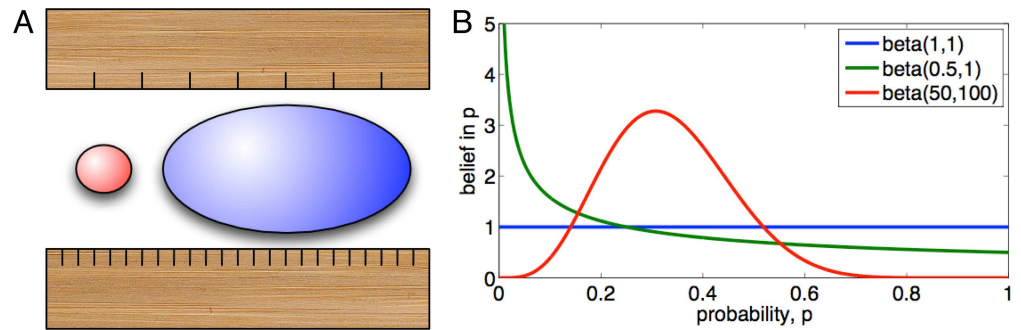 A
B
5
4
3
2
1
0
belief in p
beta(1,1)
beta(0.5,1)
beta(50,100)
0
0.2
0.4
0.6
0.8
1
probability, p